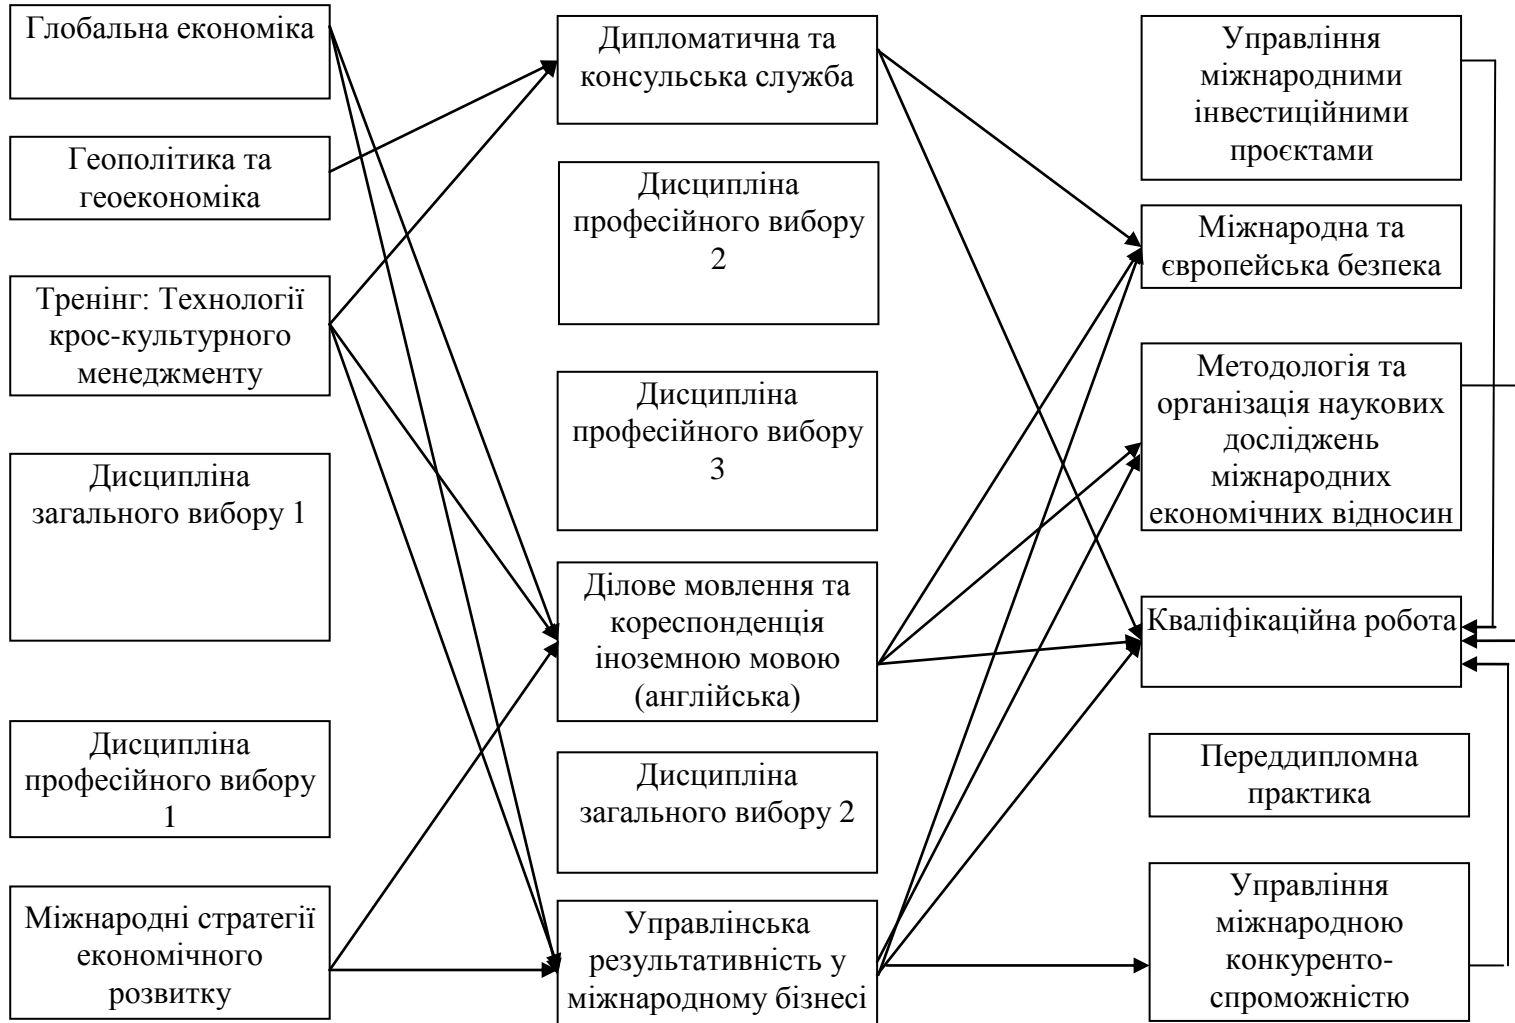 Глобальна економіка
Геополітика та
геоекономіка
Тренінг: Технології
крос-культурного
менеджменту
Дисципліна
загального вибору 1
Дисципліна
професійного вибору
1
Міжнародні стратегії
економічного
розвитку
Дипломатична та
консульська служба
Дисципліна
професійного вибору
2
Дисципліна
професійного вибору
3
Ділове мовлення та
кореспонденція
іноземною мовою
(англійська)
Дисципліна
загального вибору 2
Управлінська
результативність у
міжнародному бізнесі
Управління
міжнародними
інвестиційними
проєктами
Міжнародна та
європейська безпека
Методологія та
організація наукових
досліджень
міжнародних
економічних відносин
Кваліфікаційна робота
Переддипломна
практика
Управління
міжнародною
конкуренто-
спроможністю